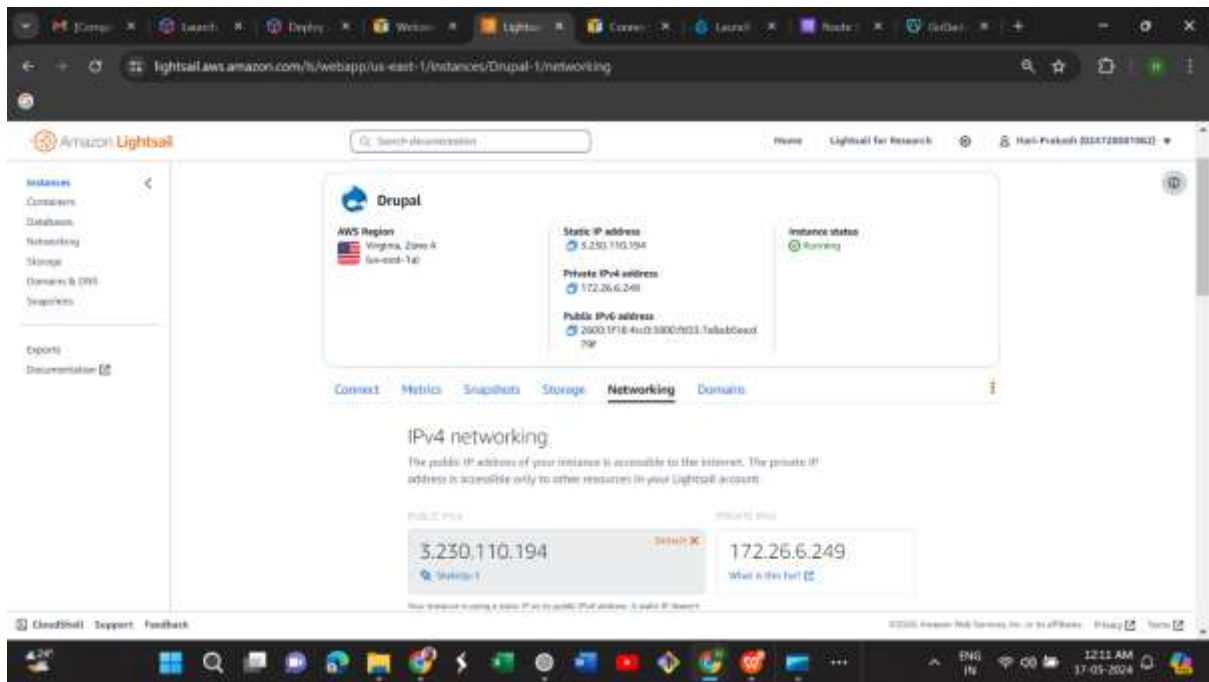 Launch
Deploy
Route
lightsail.aws.amazon.com/ls/webapp/us-east-1/instances/Drupal-1/networking
Amazon Lightsail
Search documentation
Home
Lightsail for Research
Instances
Containers
Databases
Networking
Storage
Domains & DNS
Snapshots
Exports
Documentation
Drupal
AWS Region
Virginia, Zone A
(us-east-1a)
Static IP address
3.230.110.194
Private IPv4 address
172.26.6.249
Public IPv6 address
Instance status
Running
Connect
Metrics
Snapshots
Storage
Networking
Domains
IPv4 networking
The public IP address of your instance is accessible to the internet. The private IP
address is accessible only to other resources in your Lightsail account.
PUBLIC IPV4
PRIVATE IPV4
3.230.110.194
Detach
172.26.6.249
What is this for?
CloudShell
Support
Feedback
Privacy
Terms
ENG
IN
12:11 AM
17-05-2024